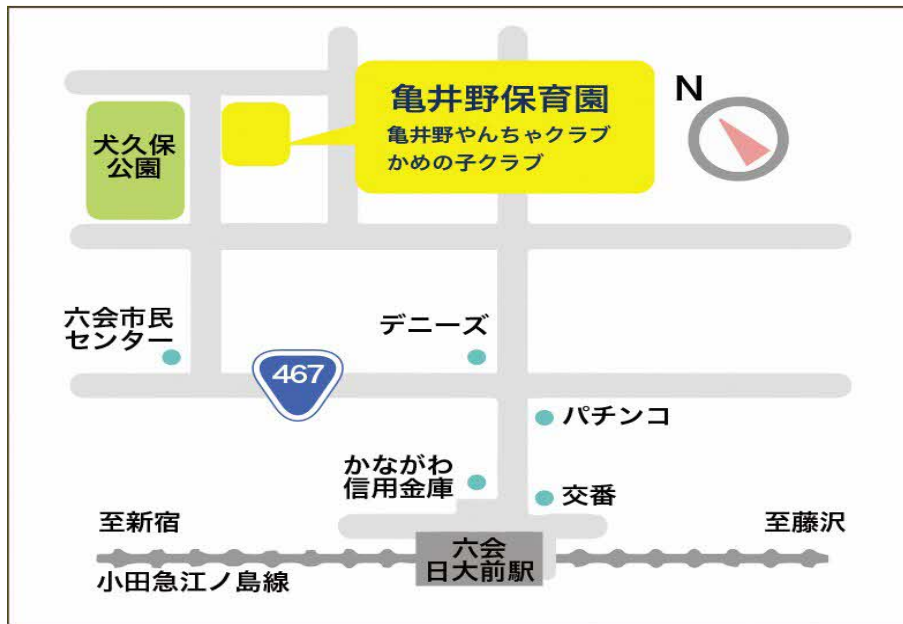 亀井野保育園
亀井野やんちゃクラブ
かめの子クラブ
N
犬久保
公園
六会市民
センター
デニーズ
467
パチンコ
かながわ
信用金庫
交番
至新宿
至藤沢
六会
日大前駅
小田急江ノ島線